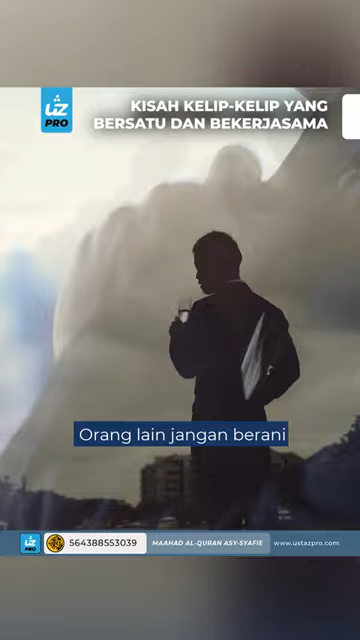 UZ
PRO
KISAH KELIP-KELIP YANG
BERSATU DAN BEKERJASAMA
Orang lain jangan berani
UZ
PRO
564388553039
MAAHAD AL-QURAN ASY-SYAFIE
www.ustazpro.com